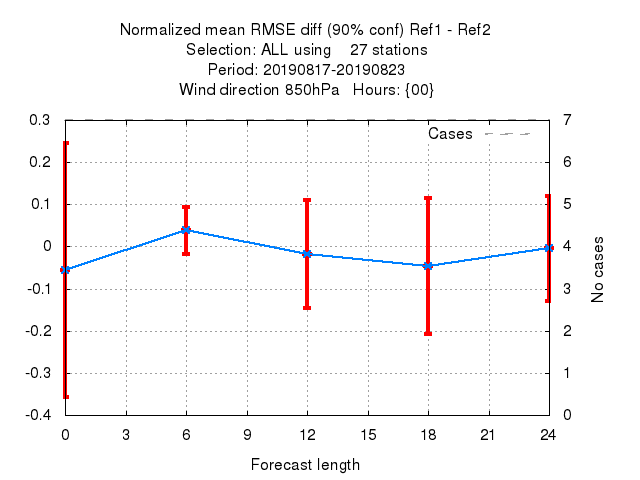 Normalized mean RMSE diff (90% conf) Ref1 - Ref2
Selection: ALL using    27 stations
Period: 20190817-20190823
Wind direction 850hPa   Hours: {00}
0.3
0.2
0.1
0
-0.1
-0.2
-0.3
-0.4
Cases
7
6
5
4
3
2
1
0
No cases
0 3 6 9 12 15 18 21 24
Forecast length